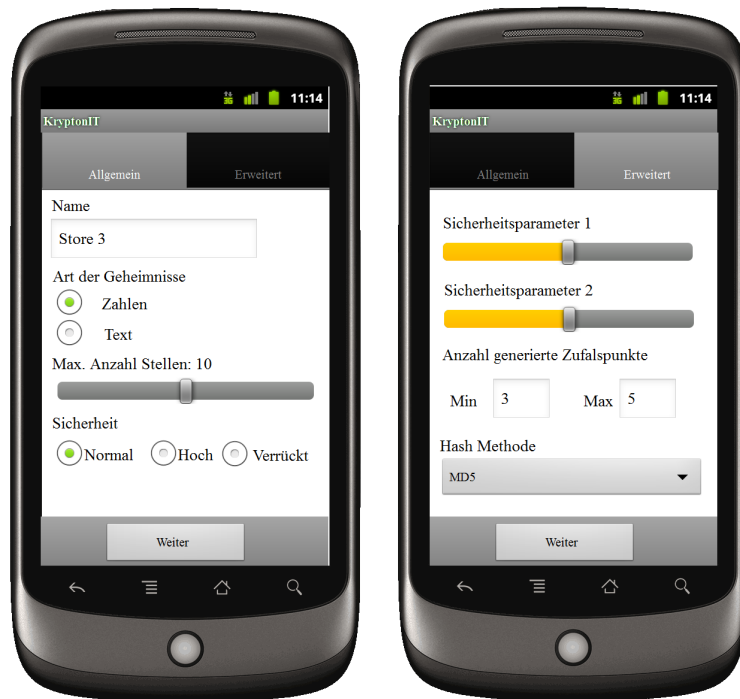 3G 11:14
KryptonIT
Allgemein Erweitert
Name
Store 3
Art der Geheimnisse
Zahlen
Text
Max. Anzahl Stellen: 10
Sicherheit
Normal Hoch Verrückt
Weiter
3G 11:14
KryptonIT
Allgemein Erweitert
Sicherheitsparameter 1
Sicherheitsparameter 2
Anzahl generierte Zufalspunkte
Min 3 Max 5
Hash Methode
MD5
Weiter